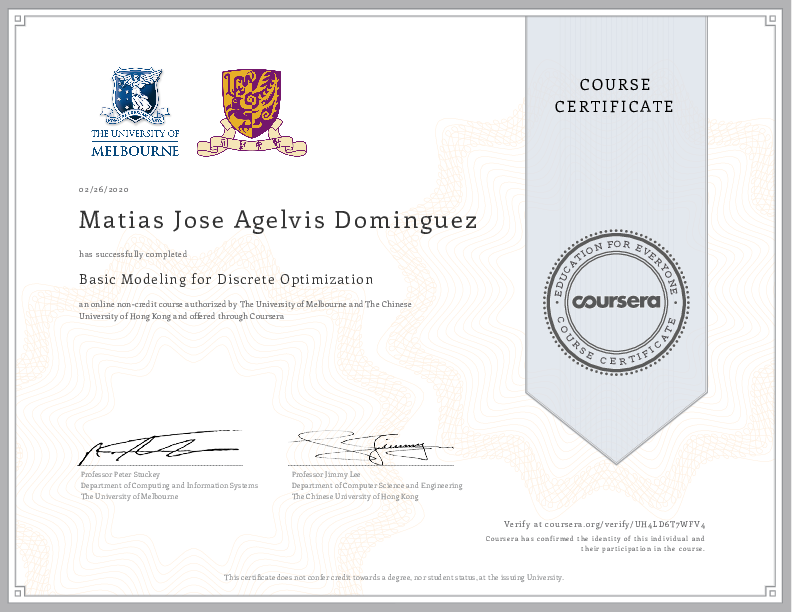 THE UNIVERSITY OF
MELBOURNE
COURSE
CERTIFICATE
02/26/2020
Matias Jose Agelvis Dominguez
has successfully completed
Basic Modeling for Discrete Optimization
an online non-credit course authorized by The University of Melbourne and The Chinese
University of Hong Kong and offered through Coursera
EDUCATION FOR EVERYONE
coursera
COURSE CERTIFICATE
Professor Peter Stuckey
Department of Computing and Information Systems
The University of Melbourne
Jimmy
Professor Jimmy Lee
Department of Computer Science and Engineering
The Chinese University of Hong Kong
Verify at coursera.org/verify/UH4LD6T7WFV4
Coursera has confirmed the identity of this individual and
their participation in the course.
This certificate does not confer credit towards a degree, nor student status, at the issuing University.